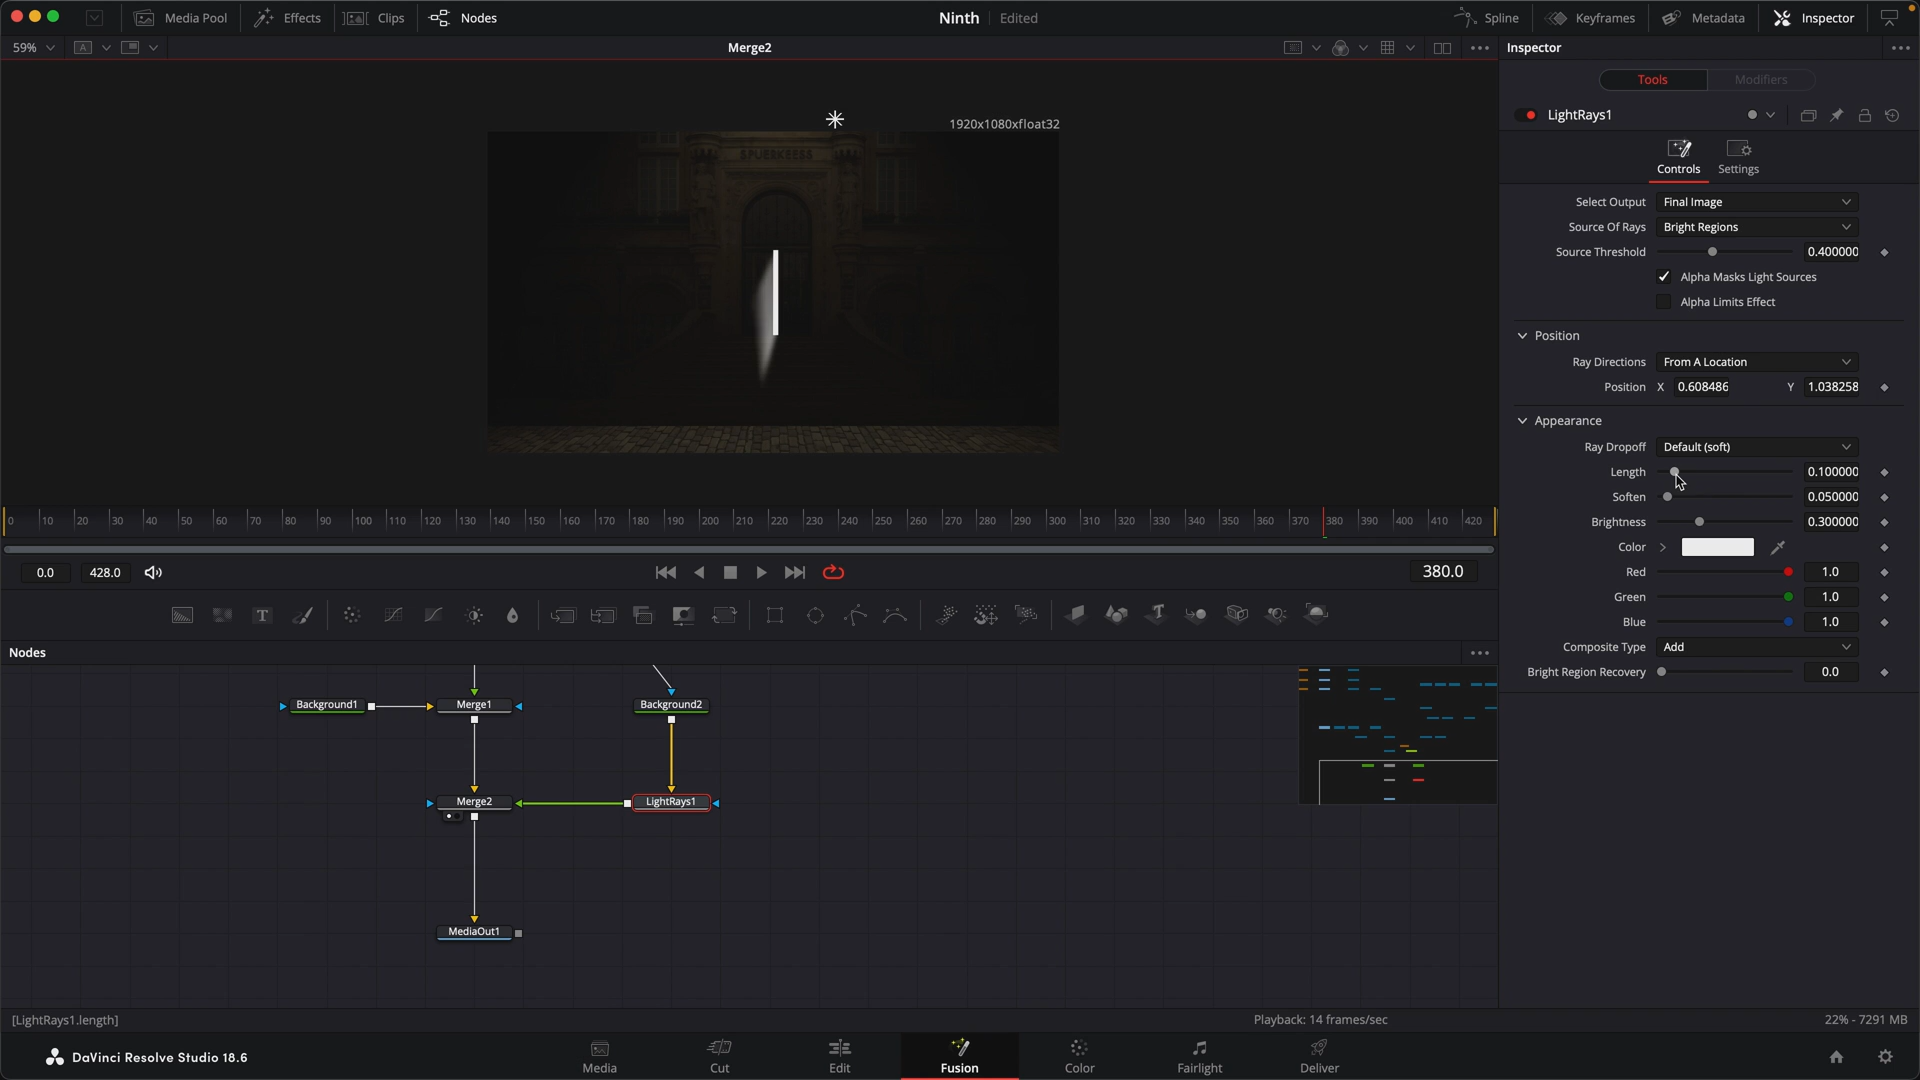 Media Pool
Effects
Clips
Nodes
Ninth
Edited
Spline
Keyframes
Metadata
Inspector
59%
A
Merge2
Inspector
Tools
Modifiers
LightRays1
Controls
Settings
1920x1080xfloat32
SPUERKEESS
Select Output
Final Image
Source Of Rays
Bright Regions
Source Threshold
0.400000
Alpha Masks Light Sources
Alpha Limits Effect
Position
Ray Directions
From A Location
Position X 0.608486 Y 1.038258
Appearance
Ray Dropoff
Default (soft)
Length
0.100000
Soften
0.050000
Brightness
0.300000
Color
Red
1.0
Green
1.0
Blue
1.0
Composite Type
Add
Bright Region Recovery
0.0
0 10 20 30 40 50 60 70 80 90 100 110 120 130 140 150 160 170 180 190 200 210 220 230 240 250 260 270 280 290 300 310 320 330 340 350 360 370 380 390 400 410 420
0.0
428.0
380.0
T
Nodes
Background1
Merge1
Background2
Merge2
LightRays1
MediaOut1
[LightRays1.length]
Playback: 14 frames/sec
22% - 7291 MB
DaVinci Resolve Studio 18.6
Media
Cut
Edit
Fusion
Color
Fairlight
Deliver